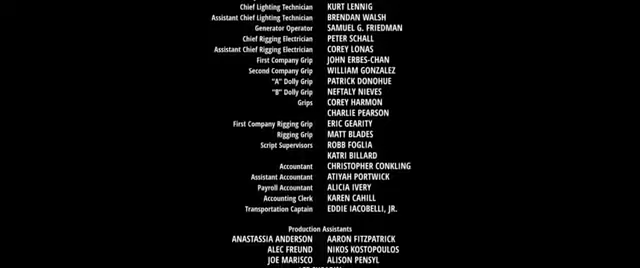 Chief Lighting Technician KURT LENNIG
Assistant Chief Lighting Technician BRENDAN WALSH
Generator Operator SAMUEL G. FRIEDMAN
Chief Rigging Electrician PETER SCHALL
Assistant Chief Rigging Electrician COREY LONAS
First Company Grip JOHN ERBES-CHAN
Second Company Grip WILLIAM GONZALEZ
"A" Dolly Grip PATRICK DONOHUE
"B" Dolly Grip NEFTALY NIEVES
Grips COREY HARMON
CHARLIE PEARSON
First Company Rigging Grip ERIC GEARITY
Rigging Grip MATT BLADES
Script Supervisors ROBB FOGLIA
KATRI BILLARD
Accountant CHRISTOPHER CONKLING
Assistant Accountant ATIYAH PORTWICK
Payroll Accountant ALICIA IVERY
Accounting Clerk KAREN CAHILL
Transportation Captain EDDIE IACOBELLI, JR.
Production Assistants
ANASTASSIA ANDERSON AARON FITZPATRICK
ALEC FREUND NIKOS KOSTOPOULOS
JOE MARISCO ALISON PENSYL